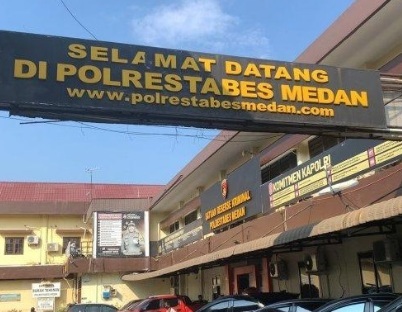 SELAMAT DATANG
DI POLRESTABES MEDAN
www.polrestabesmedan.com
KOMITMEN KAPOLRI
SATUAN RESERSE KRIMINAL
POLRESTABES MEDAN